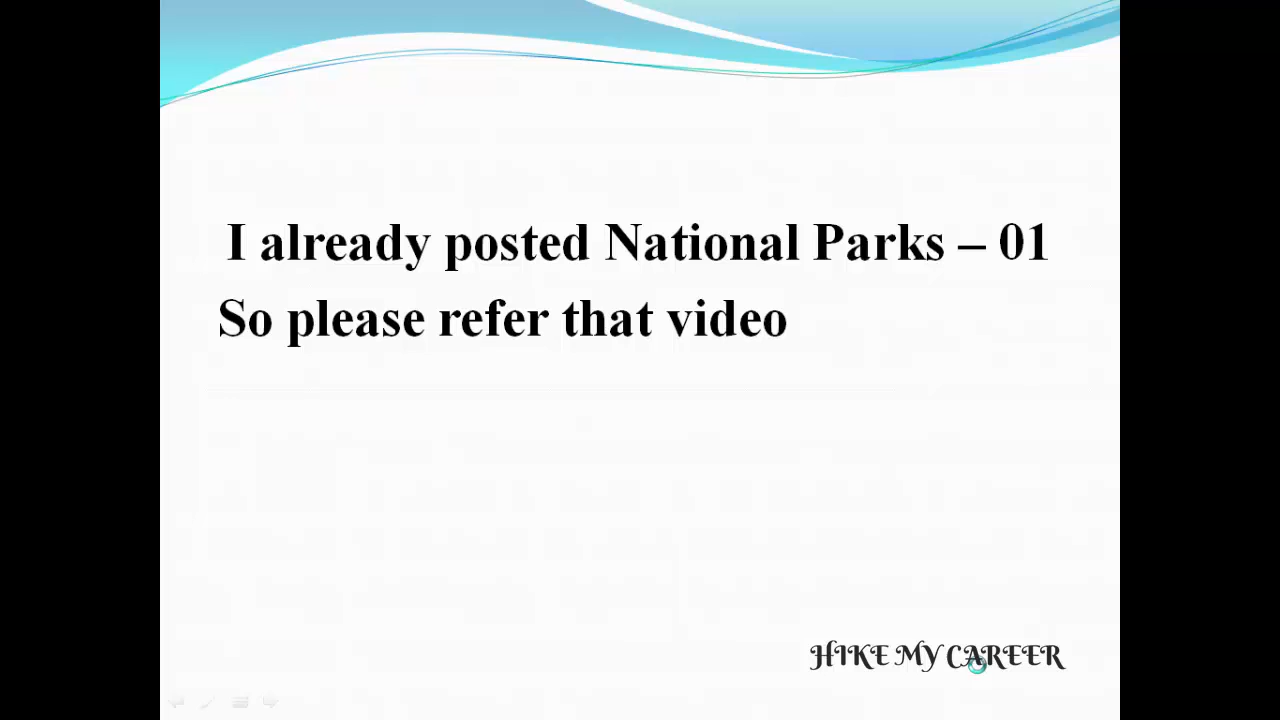 I already posted National Parks – 01
So please refer that video
HIKE MY CAREER